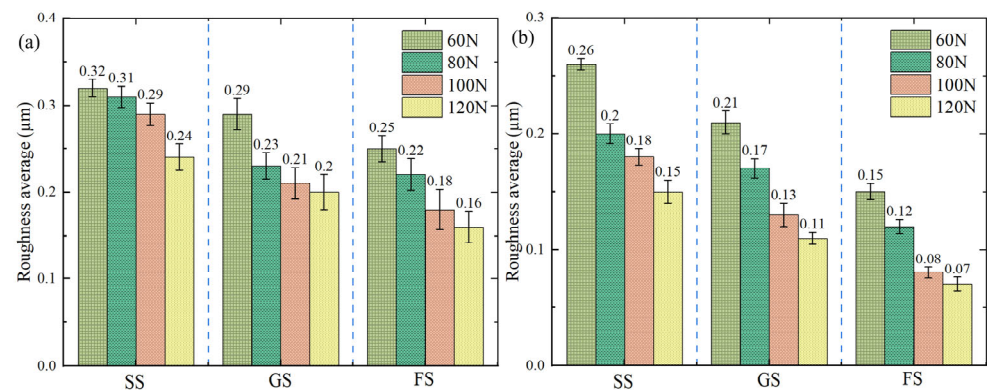 (a)
Roughness average (μm)
0.4
0.3
0.2
0.1
0.0
60N
80N
100N
120N
0.32
0.31
0.29
0.24
0.29
0.23
0.21
0.2
0.25
0.22
0.18
0.16
SS
GS
FS
(b)
Roughness average (μm)
0.3
0.2
0.1
0.0
60N
80N
100N
120N
0.26
0.2
0.18
0.15
0.21
0.17
0.13
0.11
0.15
0.12
0.08
0.07
SS
GS
FS